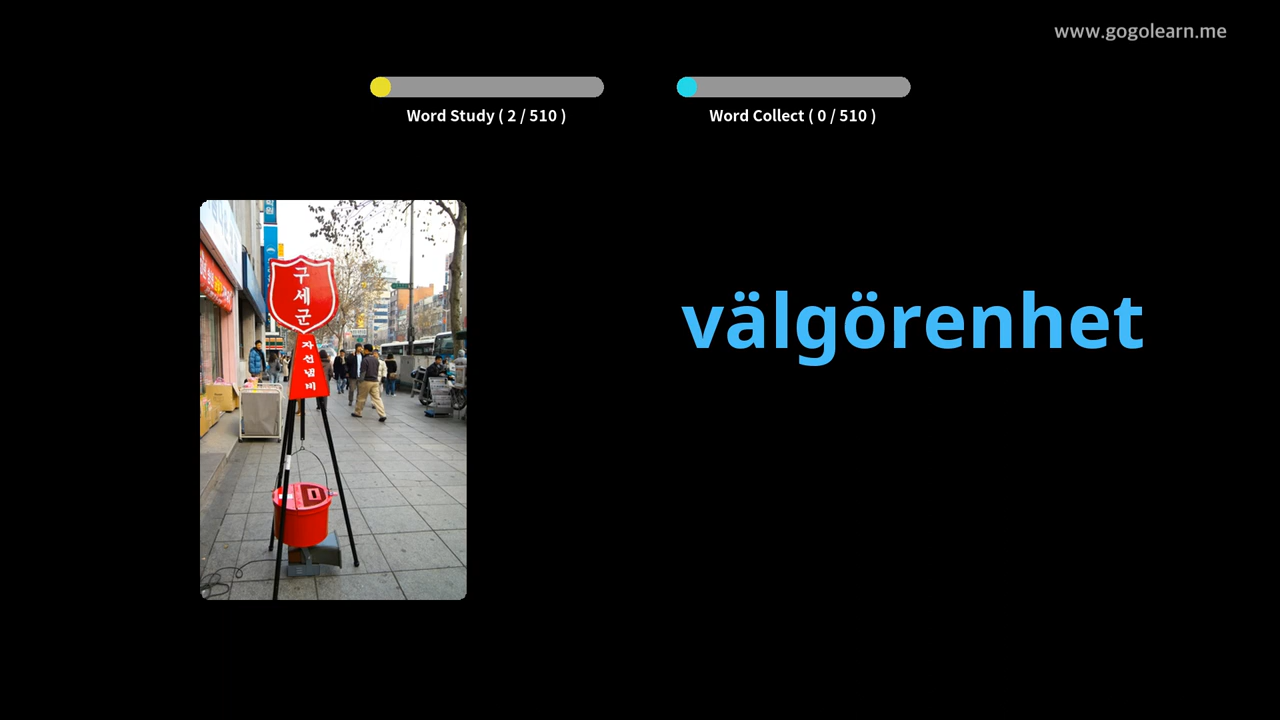 www.gogolearn.me
Word Study ( 2 / 510 )
Word Collect ( 0 / 510 )
구세군
자선냄비
välgörenhet